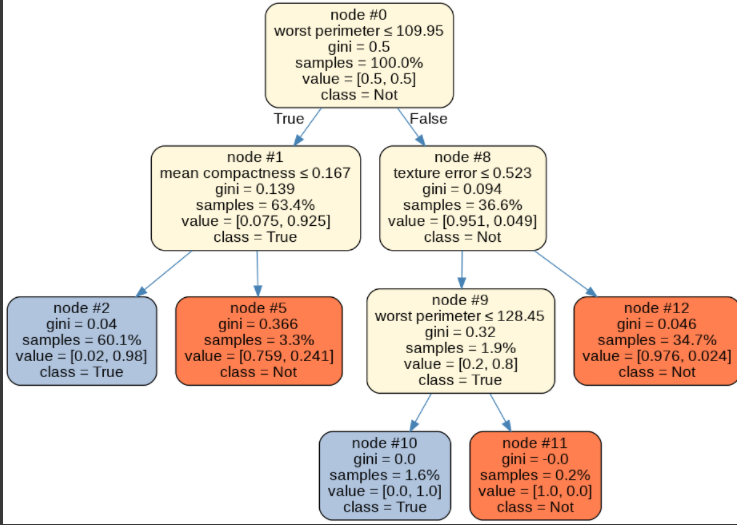 node #0
worst perimeter ≤ 109.95
gini = 0.5
samples = 100.0%
value = [0.5, 0.5]
class = Not
True
False
node #1
mean compactness ≤ 0.167
gini = 0.139
samples = 63.4%
value = [0.075, 0.925]
class = True
node #8
texture error ≤ 0.523
gini = 0.094
samples = 36.6%
value = [0.951, 0.049]
class = Not
node #2
gini = 0.04
samples = 60.1%
value = [0.02, 0.98]
class = True
node #5
gini = 0.366
samples = 3.3%
value = [0.759, 0.241]
class = Not
node #9
worst perimeter ≤ 128.45
gini = 0.32
samples = 1.9%
value = [0.2, 0.8]
class = True
node #12
gini = 0.046
samples = 34.7%
value = [0.976, 0.024]
class = Not
node #10
gini = 0.0
samples = 1.6%
value = [0.0, 1.0]
class = True
node #11
gini = -0.0
samples = 0.2%
value = [1.0, 0.0]
class = Not